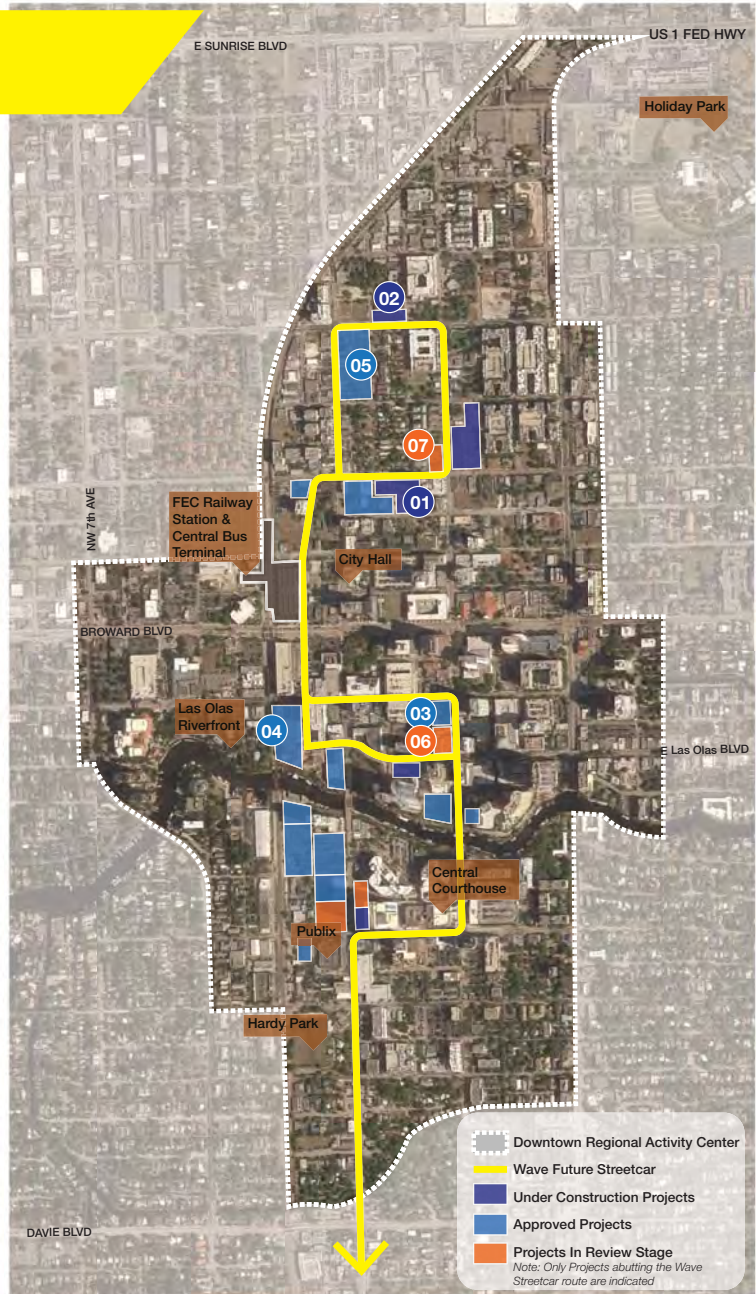 E SUNRISE BLVD
US 1 FED HWY
Holiday Park
02
05
07
01
NW 7th AVE
FEC Railway
Station &
Central Bus
Terminal
City Hall
BROWARD BLVD
Las Olas
Riverfront
04
03
06
E Las Olas BLVD
Central
Courthouse
Publix
Hardy Park
DAVIE BLVD
Downtown Regional Activity Center
Wave Future Streetcar
Under Construction Projects
Approved Projects
Projects In Review Stage
Note: Only Projects abutting the Wave
Streetcar route are indicated